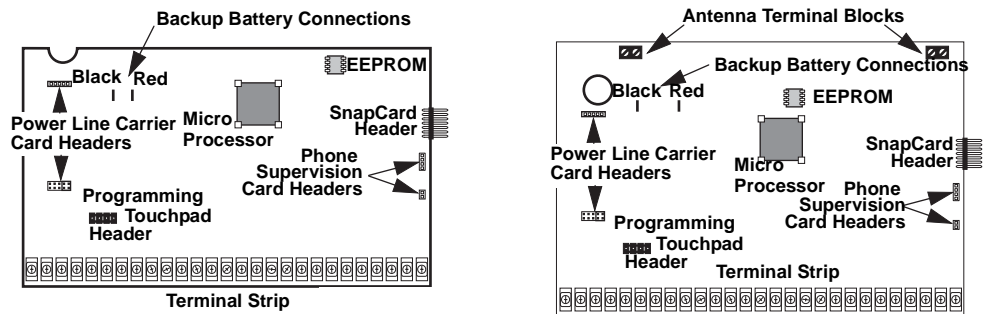 Backup Battery Connections
EEPROM
Black Red
SnapCard
Header
Power Line Carrier
Card Headers
Micro
Processor
Phone
Supervision
Card Headers
Programming
Touchpad
Header
Terminal Strip
Antenna Terminal Blocks
Backup Battery Connections
Black Red
EEPROM
SnapCard
Header
Power Line Carrier
Card Headers
Micro
Processor
Phone
Supervision
Card Headers
Programming
Touchpad
Header
Terminal Strip